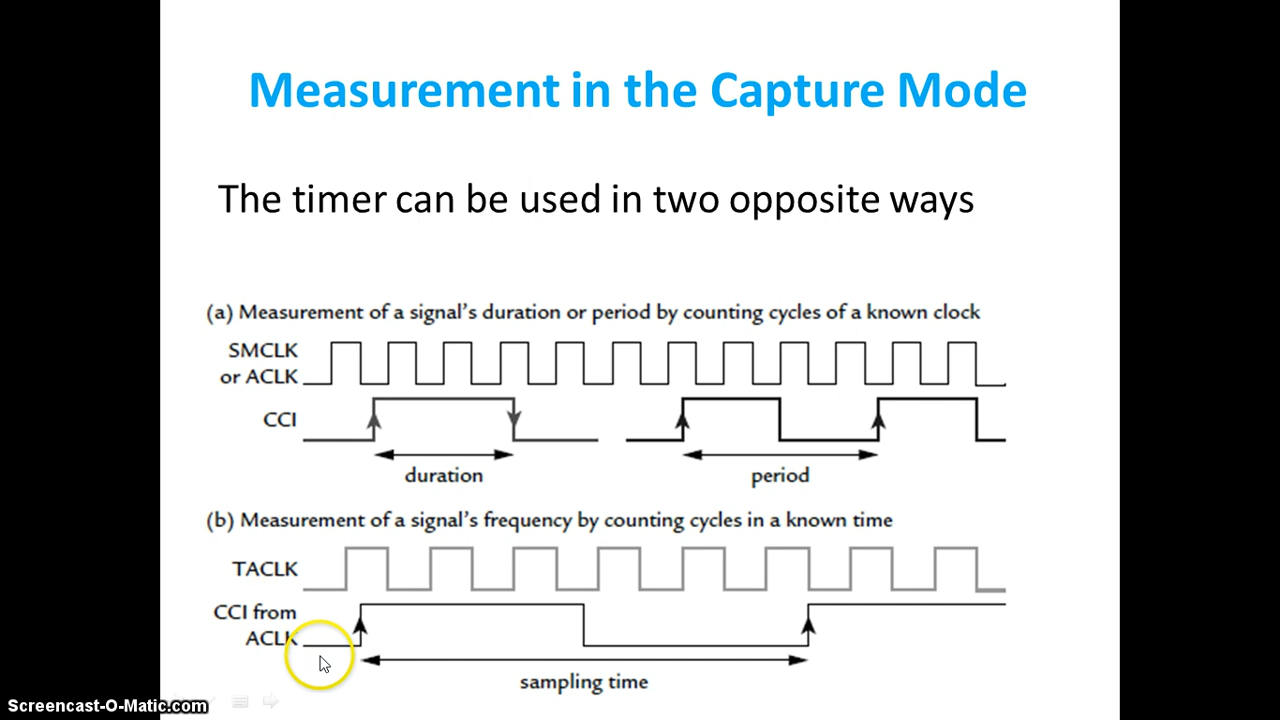 Measurement in the Capture Mode
The timer can be used in two opposite ways
(a) Measurement of a signal's duration or period by counting cycles of a known clock
SMCLK
or ACLK
CCI
duration
period
(b) Measurement of a signal's frequency by counting cycles in a known time
TACLK
CCI from
ACLK
sampling time
Screencast-O-Matic.com